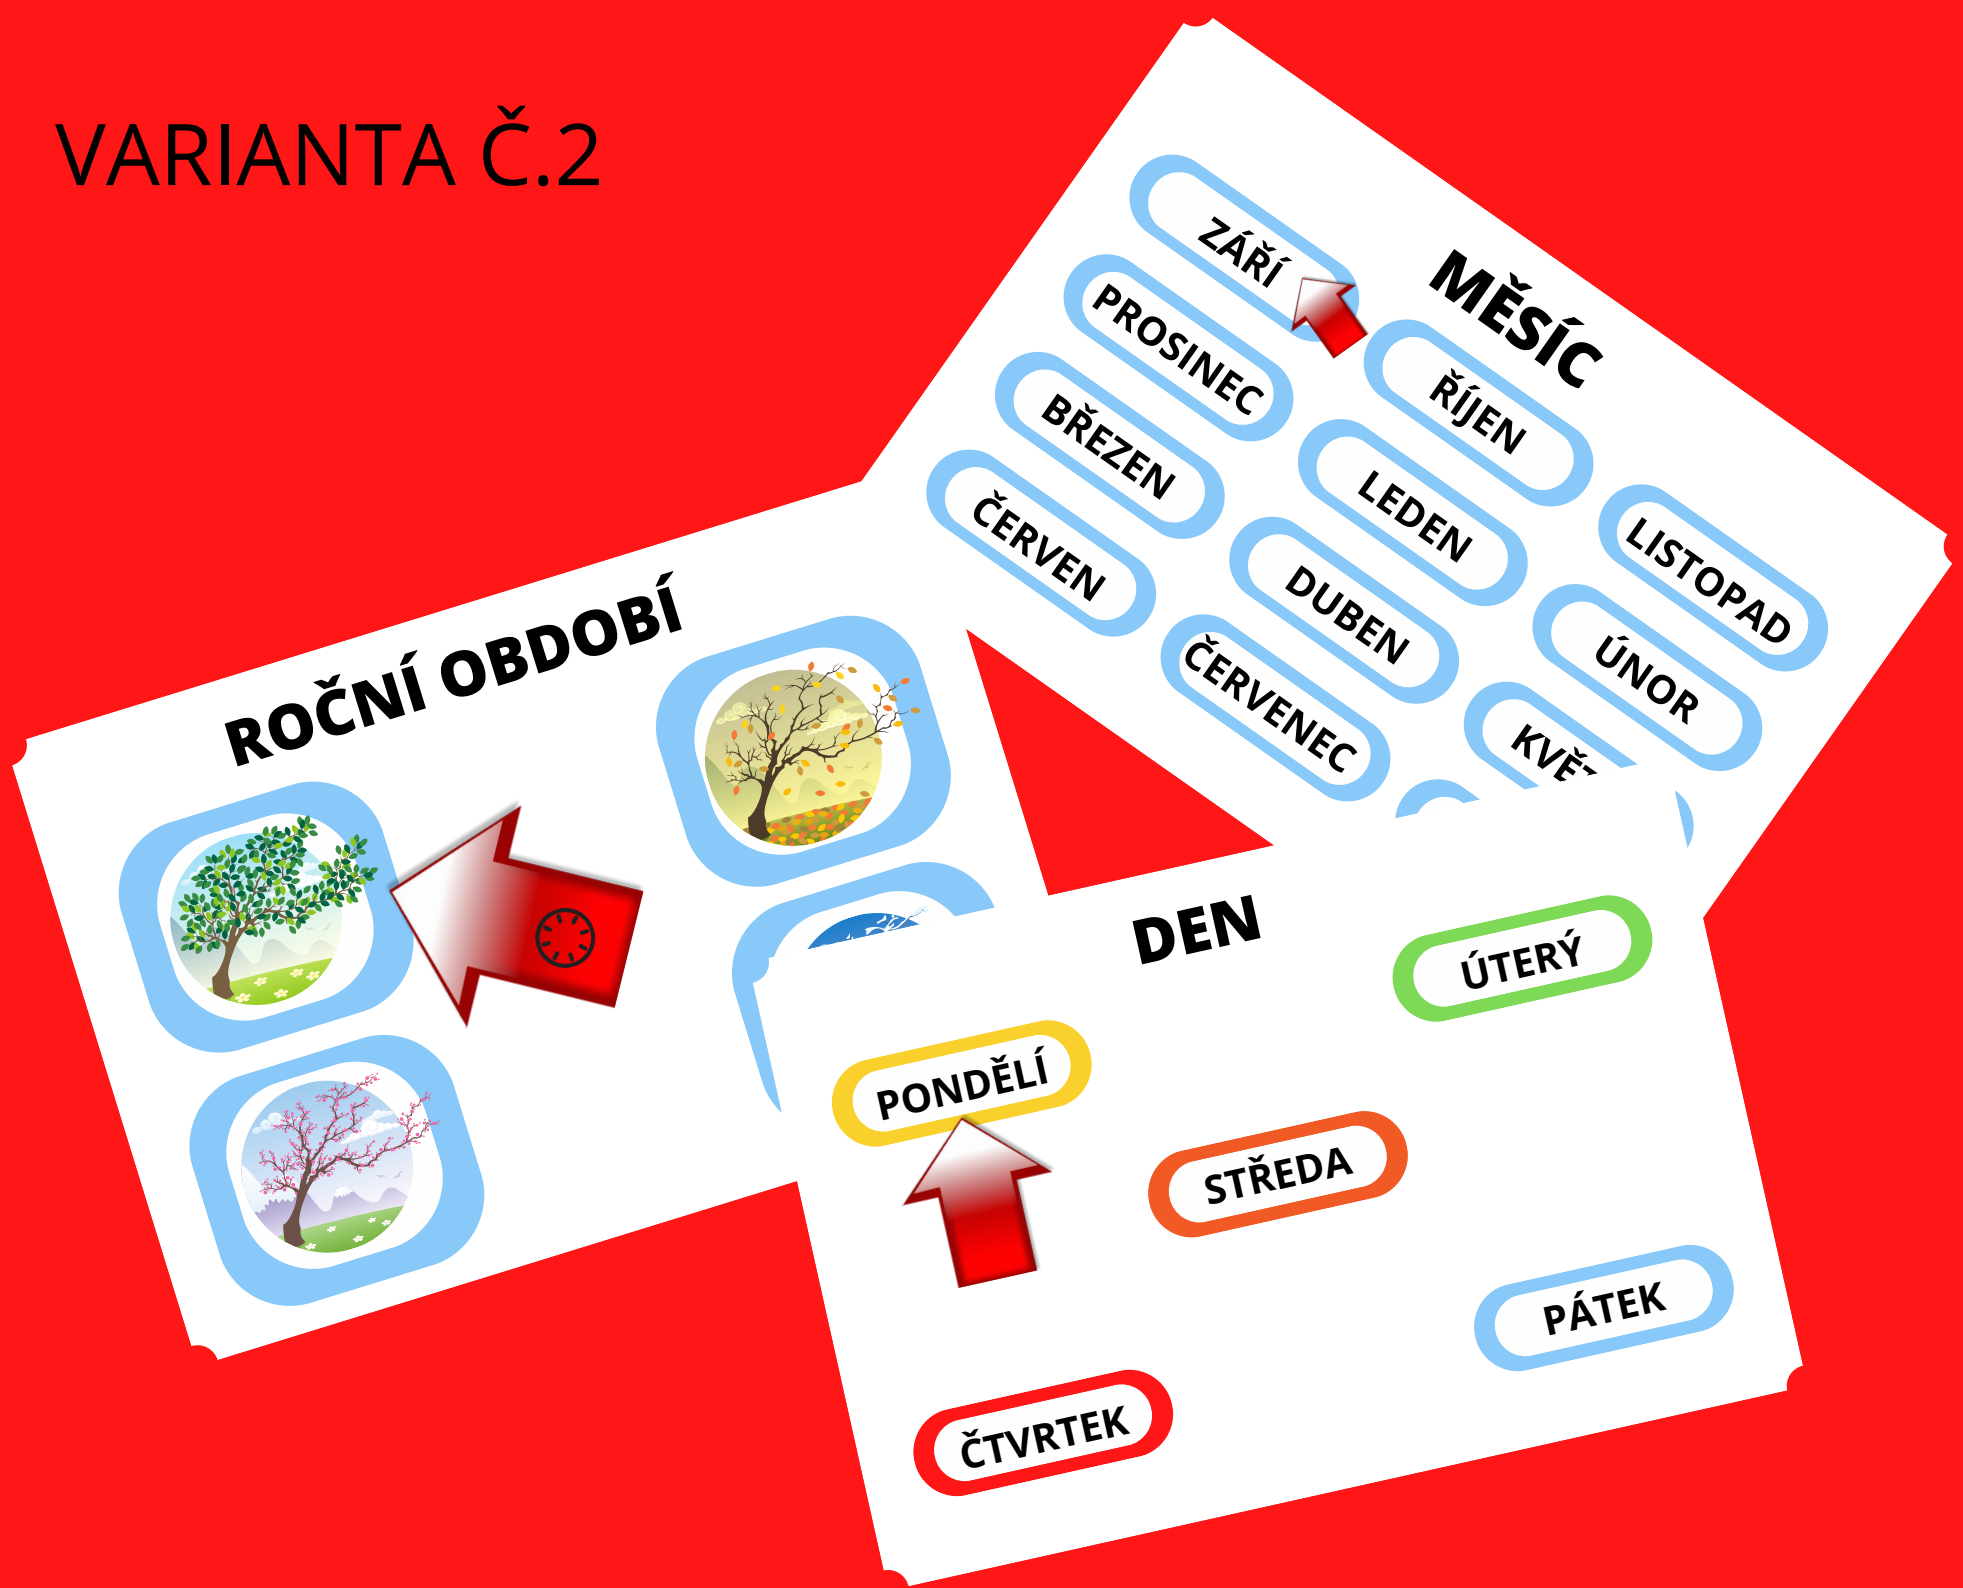 VARIANTA Č.2
MĚSÍC
ZÁŘÍ
ŘÍJEN
LISTOPAD
PROSINEC
LEDEN
ÚNOR
BŘEZEN
DUBEN
ČERVEN
ČERVENEC
ROČNÍ OBDOBÍ
DEN
PONDĚLÍ
ÚTERÝ
STŘEDA
ČTVRTEK
PÁTEK